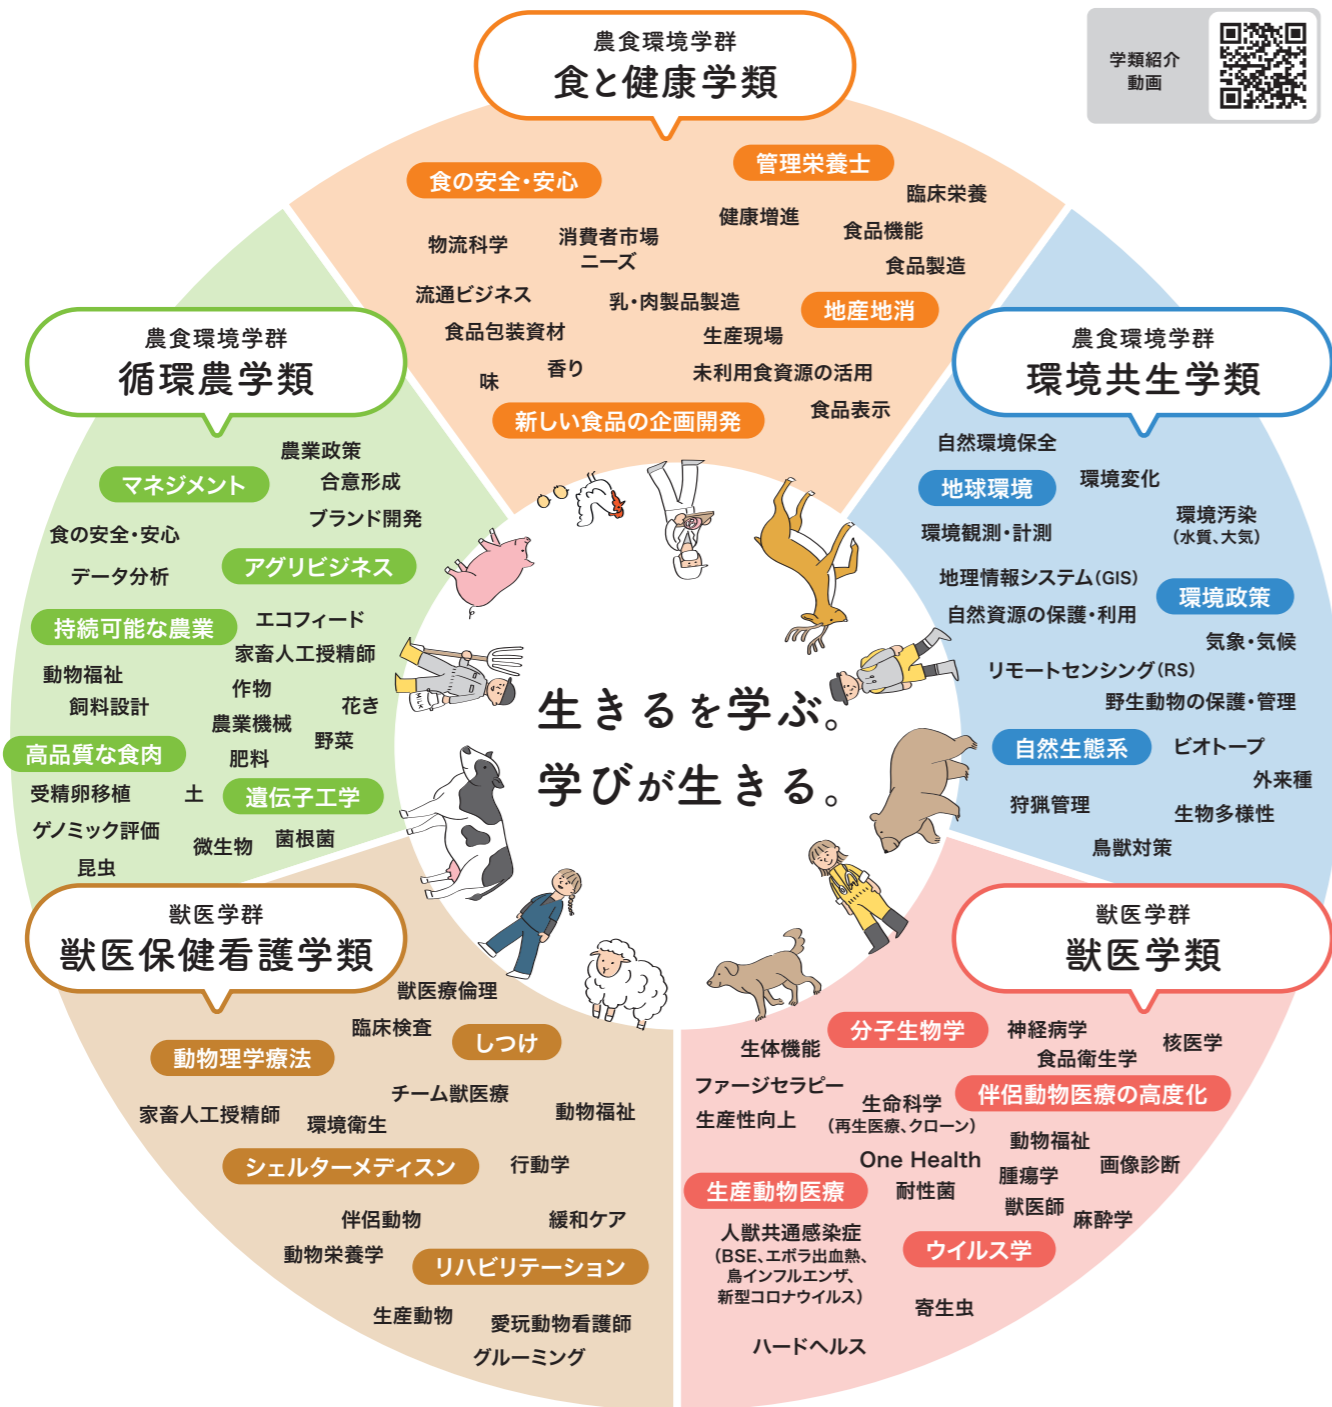 農食環境学群
食と健康学類
学類紹介
動画
食の安全・安心
管理栄養士
臨床栄養
健康増進
食品機能
物流科学
消費者市場
ニーズ
食品製造
流通ビジネス
乳・肉製品製造
地産地消
食品包装資材
生産現場
味
香り
未利用食資源の活用
食品表示
新しい食品の企画開発
農食環境学群
循環農学類
農業政策
マネジメント
合意形成
ブランド開発
食の安全・安心
データ分析
アグリビジネス
持続可能な農業
エコフィード
家畜人工授精師
動物福祉
作物
飼料設計
花き
農業機械
野菜
高品質な食肉
肥料
受精卵移植
土
遺伝子工学
ゲノミック評価
微生物
菌根菌
昆虫
農食環境学群
環境共生学類
自然環境保全
地球環境
環境変化
環境観測・計測
環境汚染
(水質、大気)
地理情報システム(GIS)
環境政策
自然資源の保護・利用
気象・気候
リモートセンシング(RS)
野生動物の保護・管理
自然生態系
ビオトープ
外来種
狩猟管理
生物多様性
鳥獣対策
MILK
生きるを学ぶ。
学びが生きる。
獣医学群
獣医保健看護学類
獣医療倫理
臨床検査
しつけ
動物理学療法
チーム獣医療
家畜人工授精師
環境衛生
動物福祉
シェルターメディスン
行動学
伴侶動物
緩和ケア
動物栄養学
リハビリテーション
生産動物
愛玩動物看護師
グルーミング
獣医学群
獣医学類
分子生物学
神経病学
生体機能
食品衛生学
核医学
ファージセラピー
伴侶動物医療の高度化
生産性向上
生命科学
(再生医療、クローン)
動物福祉
One Health
画像診断
腫瘍学
生産動物医療
耐性菌
獣医師
麻酔学
人獣共通感染症
(BSE、エボラ出血熱、
鳥インフルエンザ、
新型コロナウイルス)
ウイルス学
寄生虫
ハードヘルス